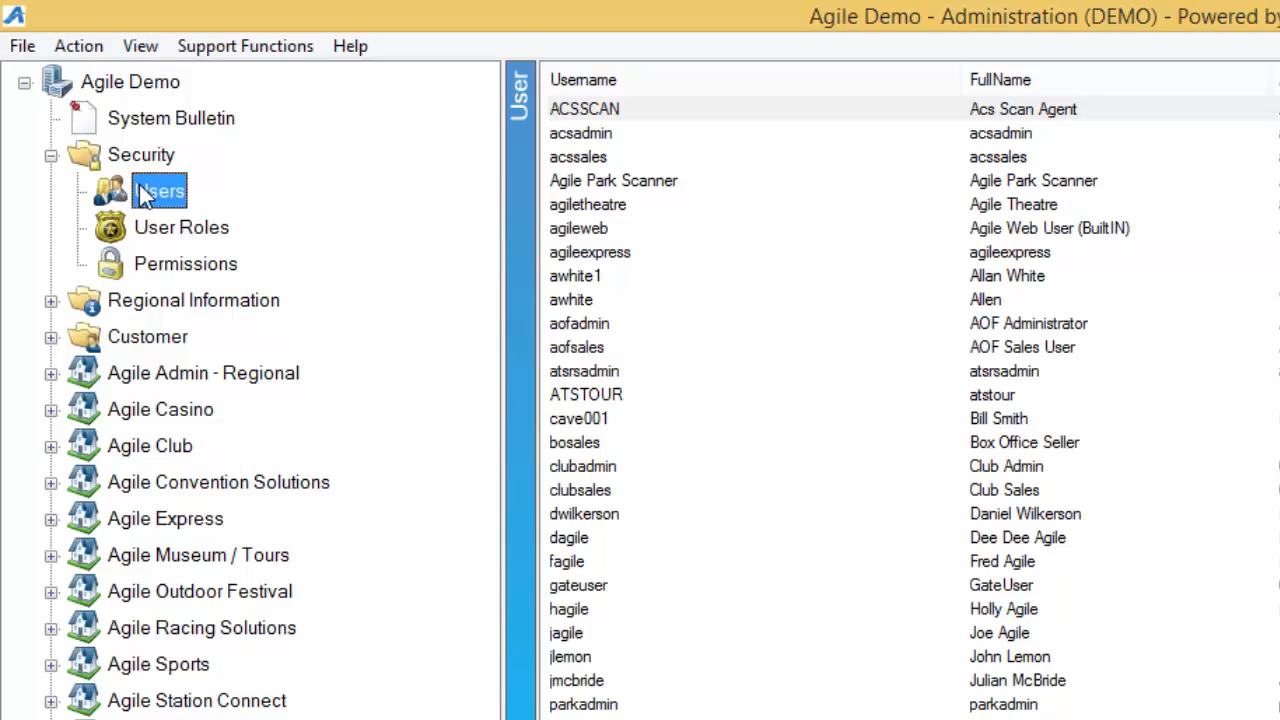 Agile Demo - Administration (DEMO) - Powered by
File Action View Support Functions Help
Agile Demo
System Bulletin
Security
Users
User Roles
Permissions
Regional Information
Customer
Agile Admin - Regional
Agile Casino
Agile Club
Agile Convention Solutions
Agile Express
Agile Museum / Tours
Agile Outdoor Festival
Agile Racing Solutions
Agile Sports
Agile Station Connect
User
Username FullName
ACSSCAN Acs Scan Agent
acsadmin acsadmin
acssales acssales
Agile Park Scanner Agile Park Scanner
agiletheatre Agile Theatre
agileweb Agile Web User (BuiltIN)
agileexpress agileexpress
awhite1 Allan White
awhite Allen
aofadmin AOF Administrator
aofsales AOF Sales User
atsrsadmin atsrsadmin
ATSTOUR atstour
cave001 Bill Smith
bosales Box Office Seller
clubadmin Club Admin
clubsales Club Sales
dwilkerson Daniel Wilkerson
dagile Dee Dee Agile
fagile Fred Agile
gateuser GateUser
hagile Holly Agile
jagile Joe Agile
jlemon John Lemon
jmcbride Julian McBride
parkadmin parkadmin